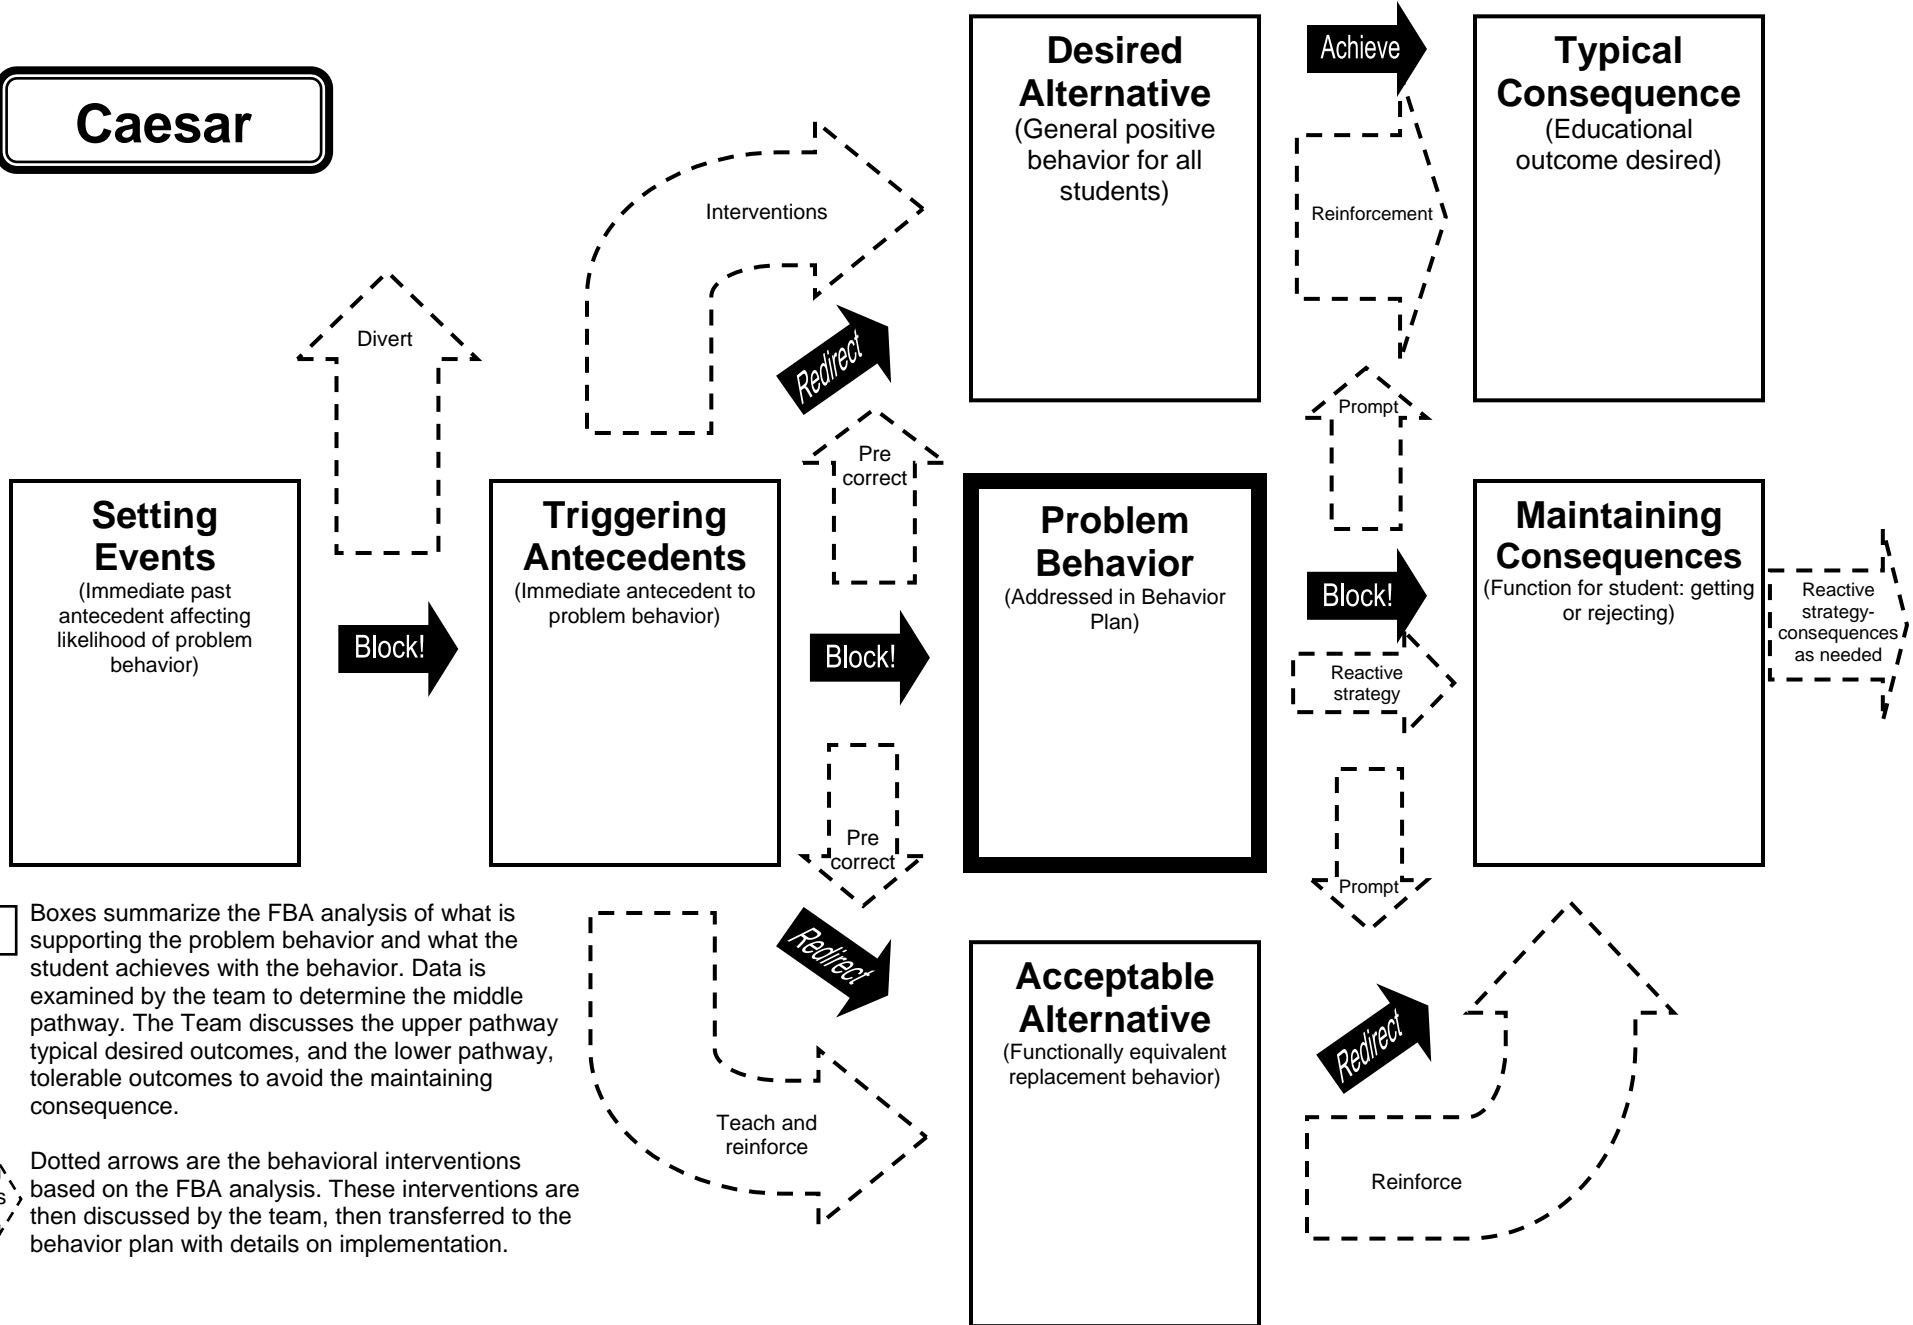 Caesar
Desired
Alternative
(General positive
behavior for all
students)
Achieve
Reinforcement
Typical
Consequence
(Educational
outcome desired)
Interventions
Redirect
Divert
Pre
correct
Prompt
Setting
Events
(Immediate past
antecedent affecting
likelihood of problem
behavior)
Block!
Triggering
Antecedents
(Immediate antecedent to
problem behavior)
Block!
Problem
Behavior
(Addressed in Behavior
Plan)
Block!
Reactive
strategy
Maintaining
Consequences
(Function for student: getting
or rejecting)
Reactive
strategy-
consequences
as needed
Pre
correct
Prompt
Redirect
Teach and
reinforce
Acceptable
Alternative
(Functionally equivalent
replacement behavior)
Redirect
Reinforce
Boxes summarize the FBA analysis of what is
supporting the problem behavior and what the
student achieves with the behavior. Data is
examined by the team to determine the middle
pathway. The Team discusses the upper pathway
typical desired outcomes, and the lower pathway,
tolerable outcomes to avoid the maintaining
consequence.
Dotted arrows are the behavioral interventions
based on the FBA analysis. These interventions are
then discussed by the team, then transferred to the
behavior plan with details on implementation.